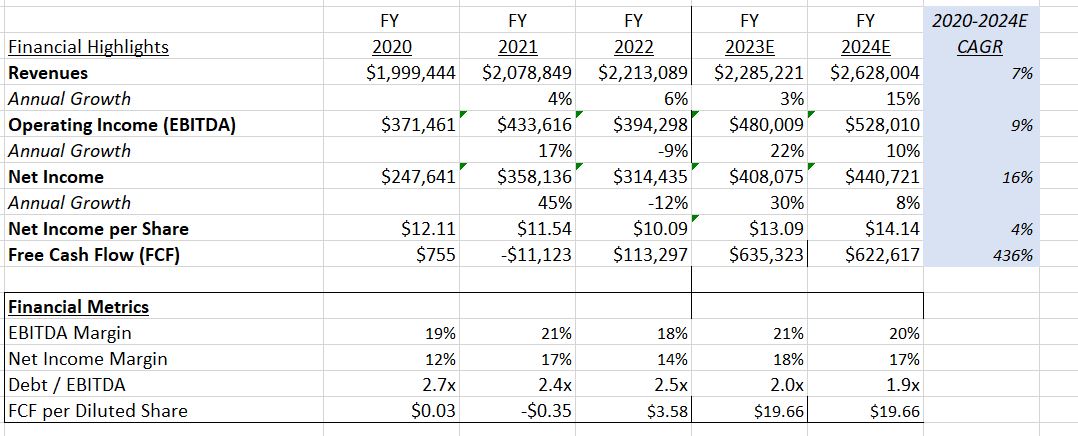 FY FY FY FY FY 2020-2024E
Financial Highlights 2020 2021 2022 2023E 2024E CAGR
Revenues $1,999,444 $2,078,849 $2,213,089 $2,285,221 $2,628,004 7%
Annual Growth 4% 6% 3% 15%
Operating Income (EBITDA) $371,461 $433,616 $394,298 $480,009 $528,010 9%
Annual Growth 17% -9% 22% 10%
Net Income $247,641 $358,136 $314,435 $408,075 $440,721 16%
Annual Growth 45% -12% 30% 8%
Net Income per Share $12.11 $11.54 $10.09 $13.09 $14.14 4%
Free Cash Flow (FCF) $755 -$11,123 $113,297 $635,323 $622,617 436%
Financial Metrics
EBITDA Margin 19% 21% 18% 21% 20%
Net Income Margin 12% 17% 14% 18% 17%
Debt / EBITDA 2.7x 2.4x 2.5x 2.0x 1.9x
FCF per Diluted Share $0.03 -$0.35 $3.58 $19.66 $19.66